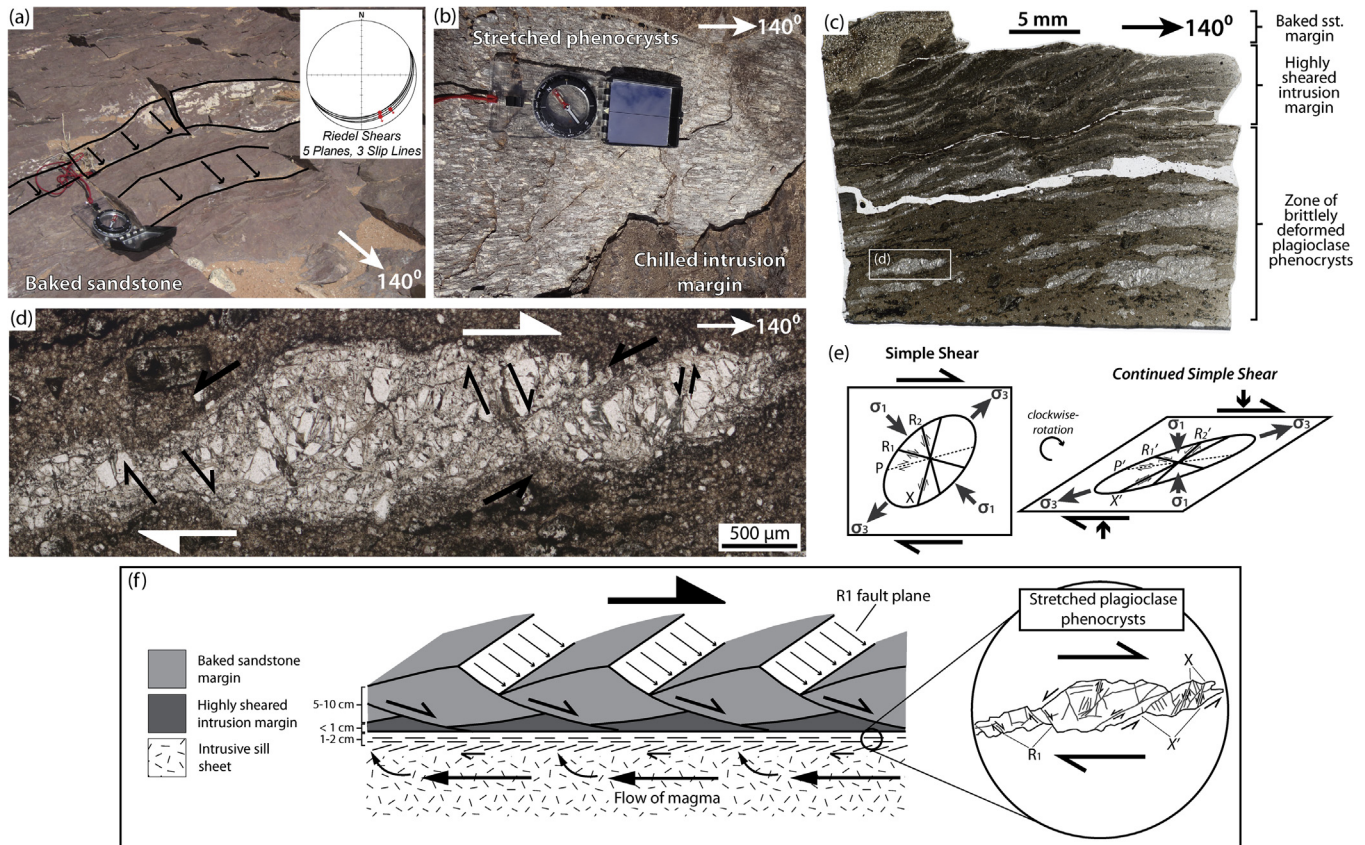 (a)
N
Riedel Shears
5 Planes, 3 Slip Lines
Baked sandstone
140⁰
(b)
Stretched phenocrysts
140⁰
Chilled intrusion
margin
(c)
5 mm
140⁰
(d)
Baked sst.
margin
Highly
sheared
intrusion
margin
Zone of
brittlely
deformed
plagioclase
phenocrysts
(d)
140⁰
500 µm
(e)
Simple Shear
σ1
σ3
R2
R1
P
X
σ3
σ1
clockwise-
rotation
Continued Simple Shear
σ1
σ3
R2'
R1'
P'
X'
σ3
σ1
(f)
Baked sandstone
margin
Highly sheared
intrusion margin
Intrusive sill
sheet
5-10 cm
< 1 cm
1-2 cm
R1 fault plane
Flow of magma
Stretched plagioclase
phenocrysts
X
R1
X'